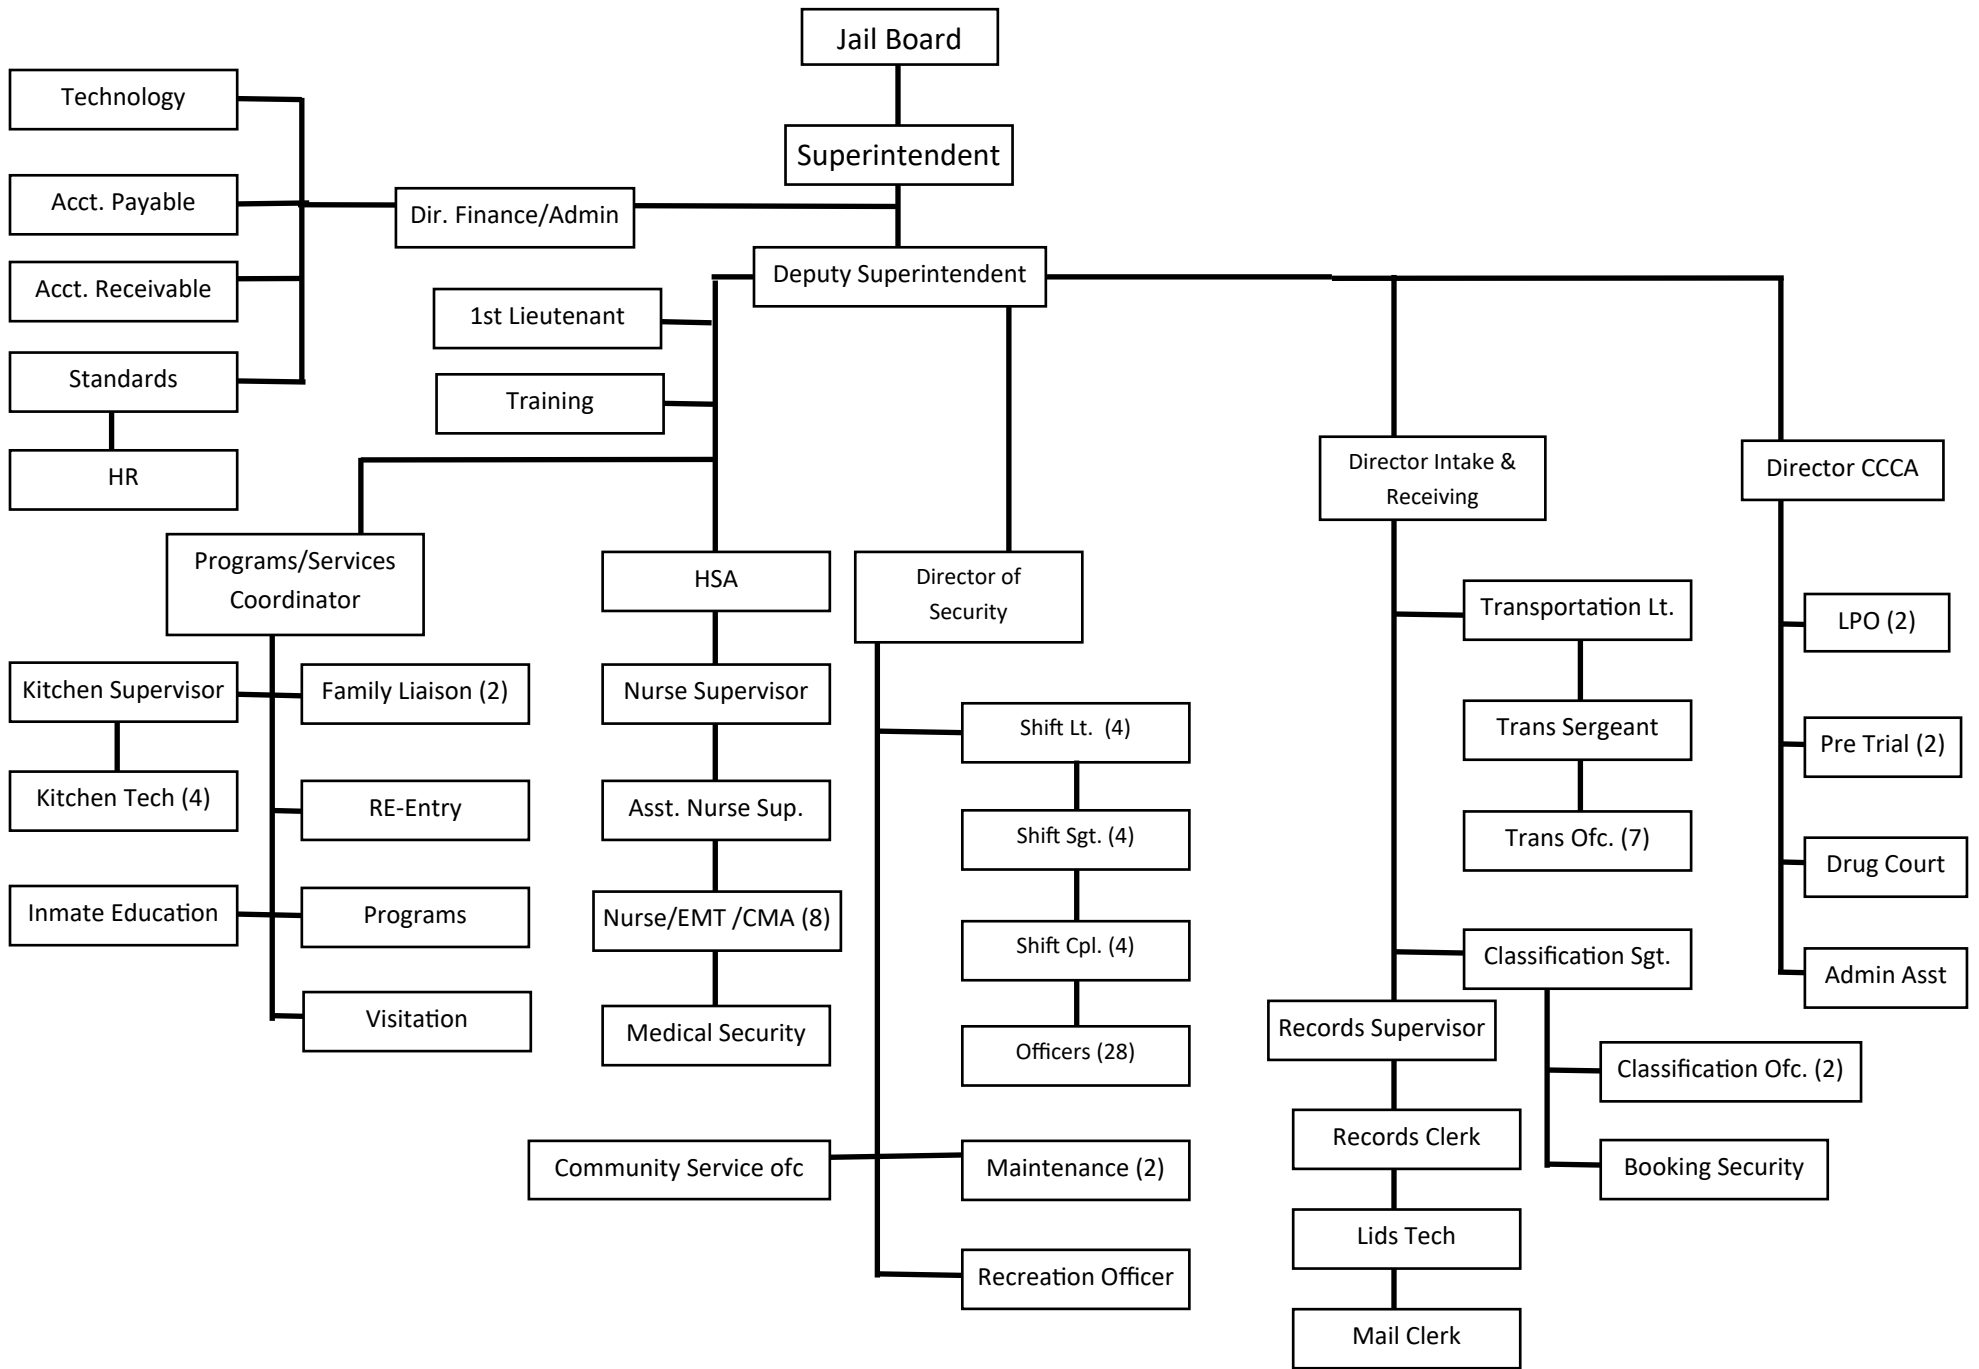 Jail Board
Technology
Superintendent
Acct. Payable
Dir. Finance/Admin
Deputy Superintendent
Acct. Receivable
1st Lieutenant
Standards
Training
HR
Director Intake &
Receiving
Director CCCA
Programs/Services
Coordinator
HSA
Director of
Security
Transportation Lt.
LPO (2)
Kitchen Supervisor
Family Liaison (2)
Nurse Supervisor
Shift Lt.  (4)
Trans Sergeant
Pre Trial (2)
Kitchen Tech (4)
RE-Entry
Asst. Nurse Sup.
Shift Sgt. (4)
Trans Ofc. (7)
Drug Court
Inmate Education
Programs
Nurse/EMT /CMA (8)
Shift Cpl. (4)
Classification Sgt.
Admin Asst
Visitation
Medical Security
Officers (28)
Records Supervisor
Classification Ofc. (2)
Records Clerk
Community Service ofc
Maintenance (2)
Booking Security
Lids Tech
Recreation Officer
Mail Clerk